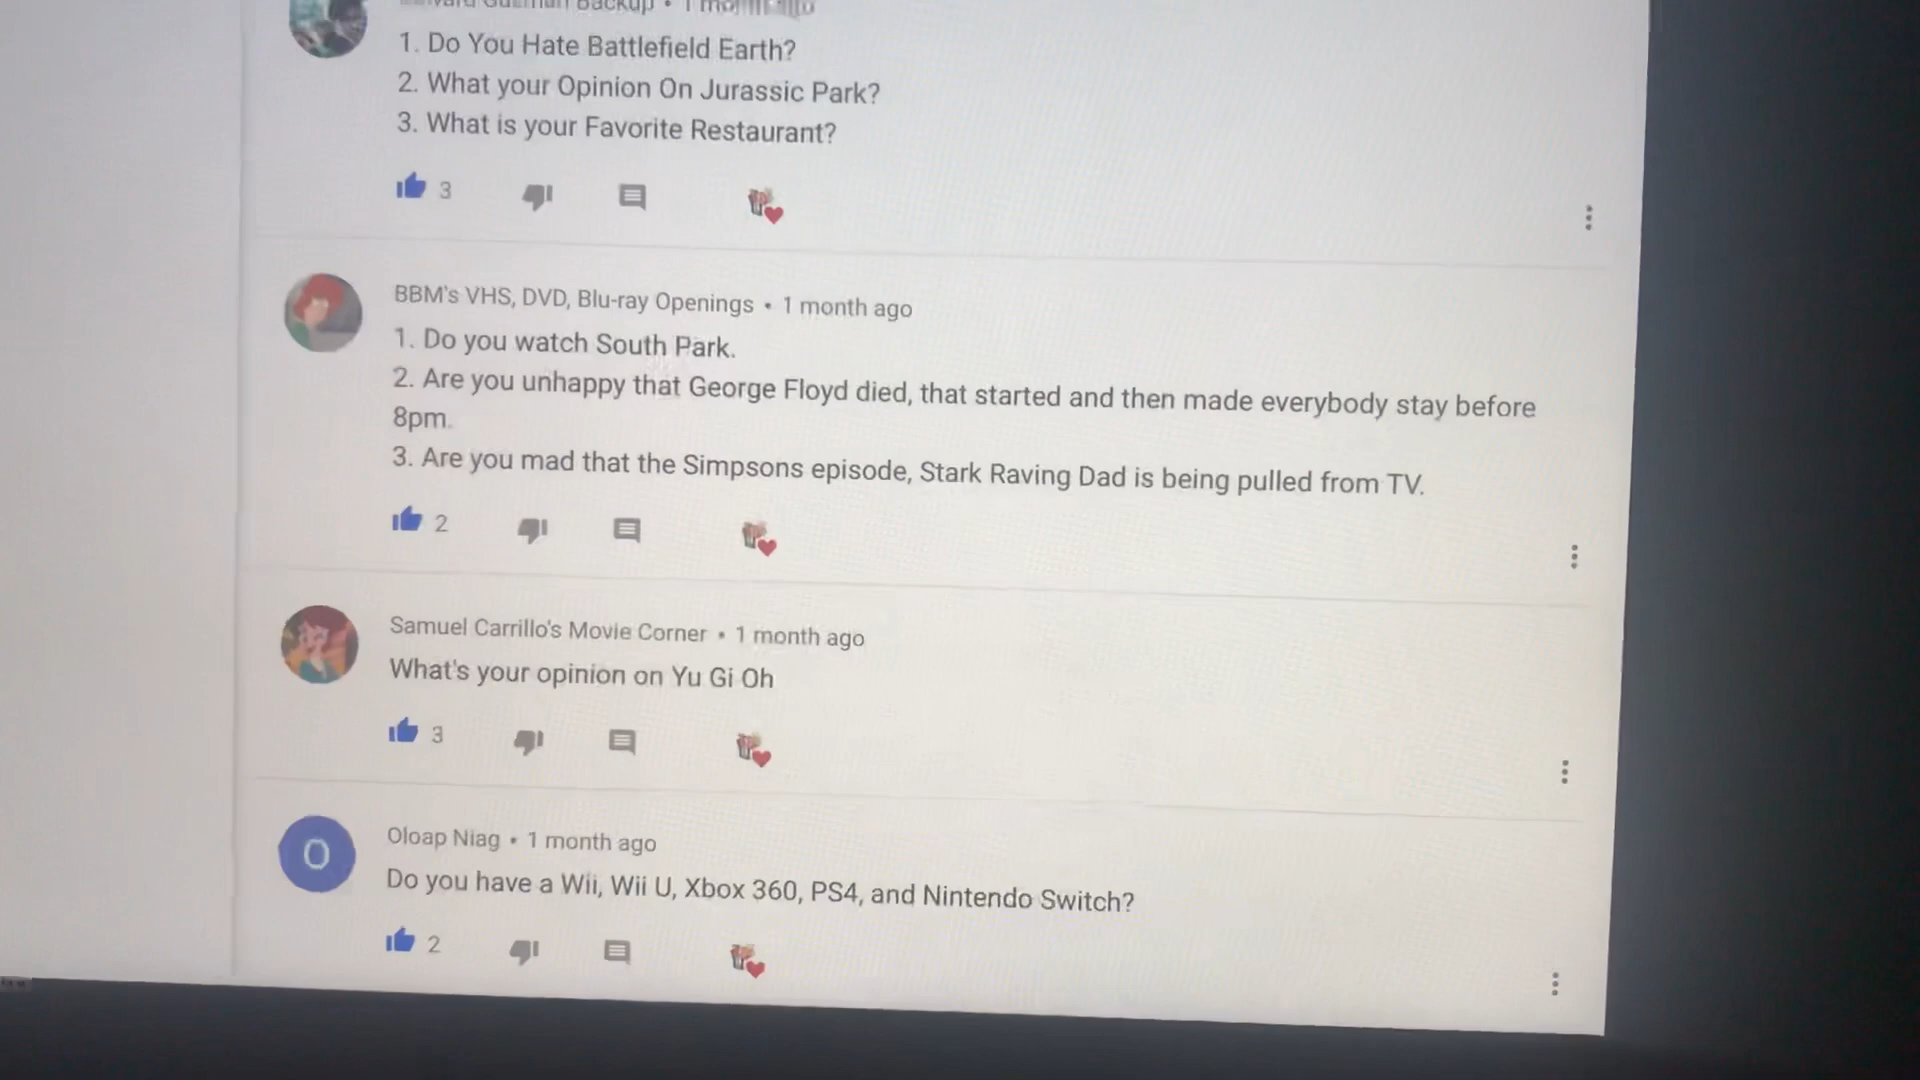 Backup • 1 month ago
1. Do You Hate Battlefield Earth?
2. What your Opinion On Jurassic Park?
3. What is your Favorite Restaurant?
3
BBM's VHS, DVD, Blu-ray Openings • 1 month ago
1. Do you watch South Park.
2. Are you unhappy that George Floyd died, that started and then made everybody stay before
8pm.
3. Are you mad that the Simpsons episode, Stark Raving Dad is being pulled from TV.
2
Samuel Carrillo's Movie Corner • 1 month ago
What's your opinion on Yu Gi Oh
3
O
Oloap Niag • 1 month ago
Do you have a Wii, Wii U, Xbox 360, PS4, and Nintendo Switch?
2